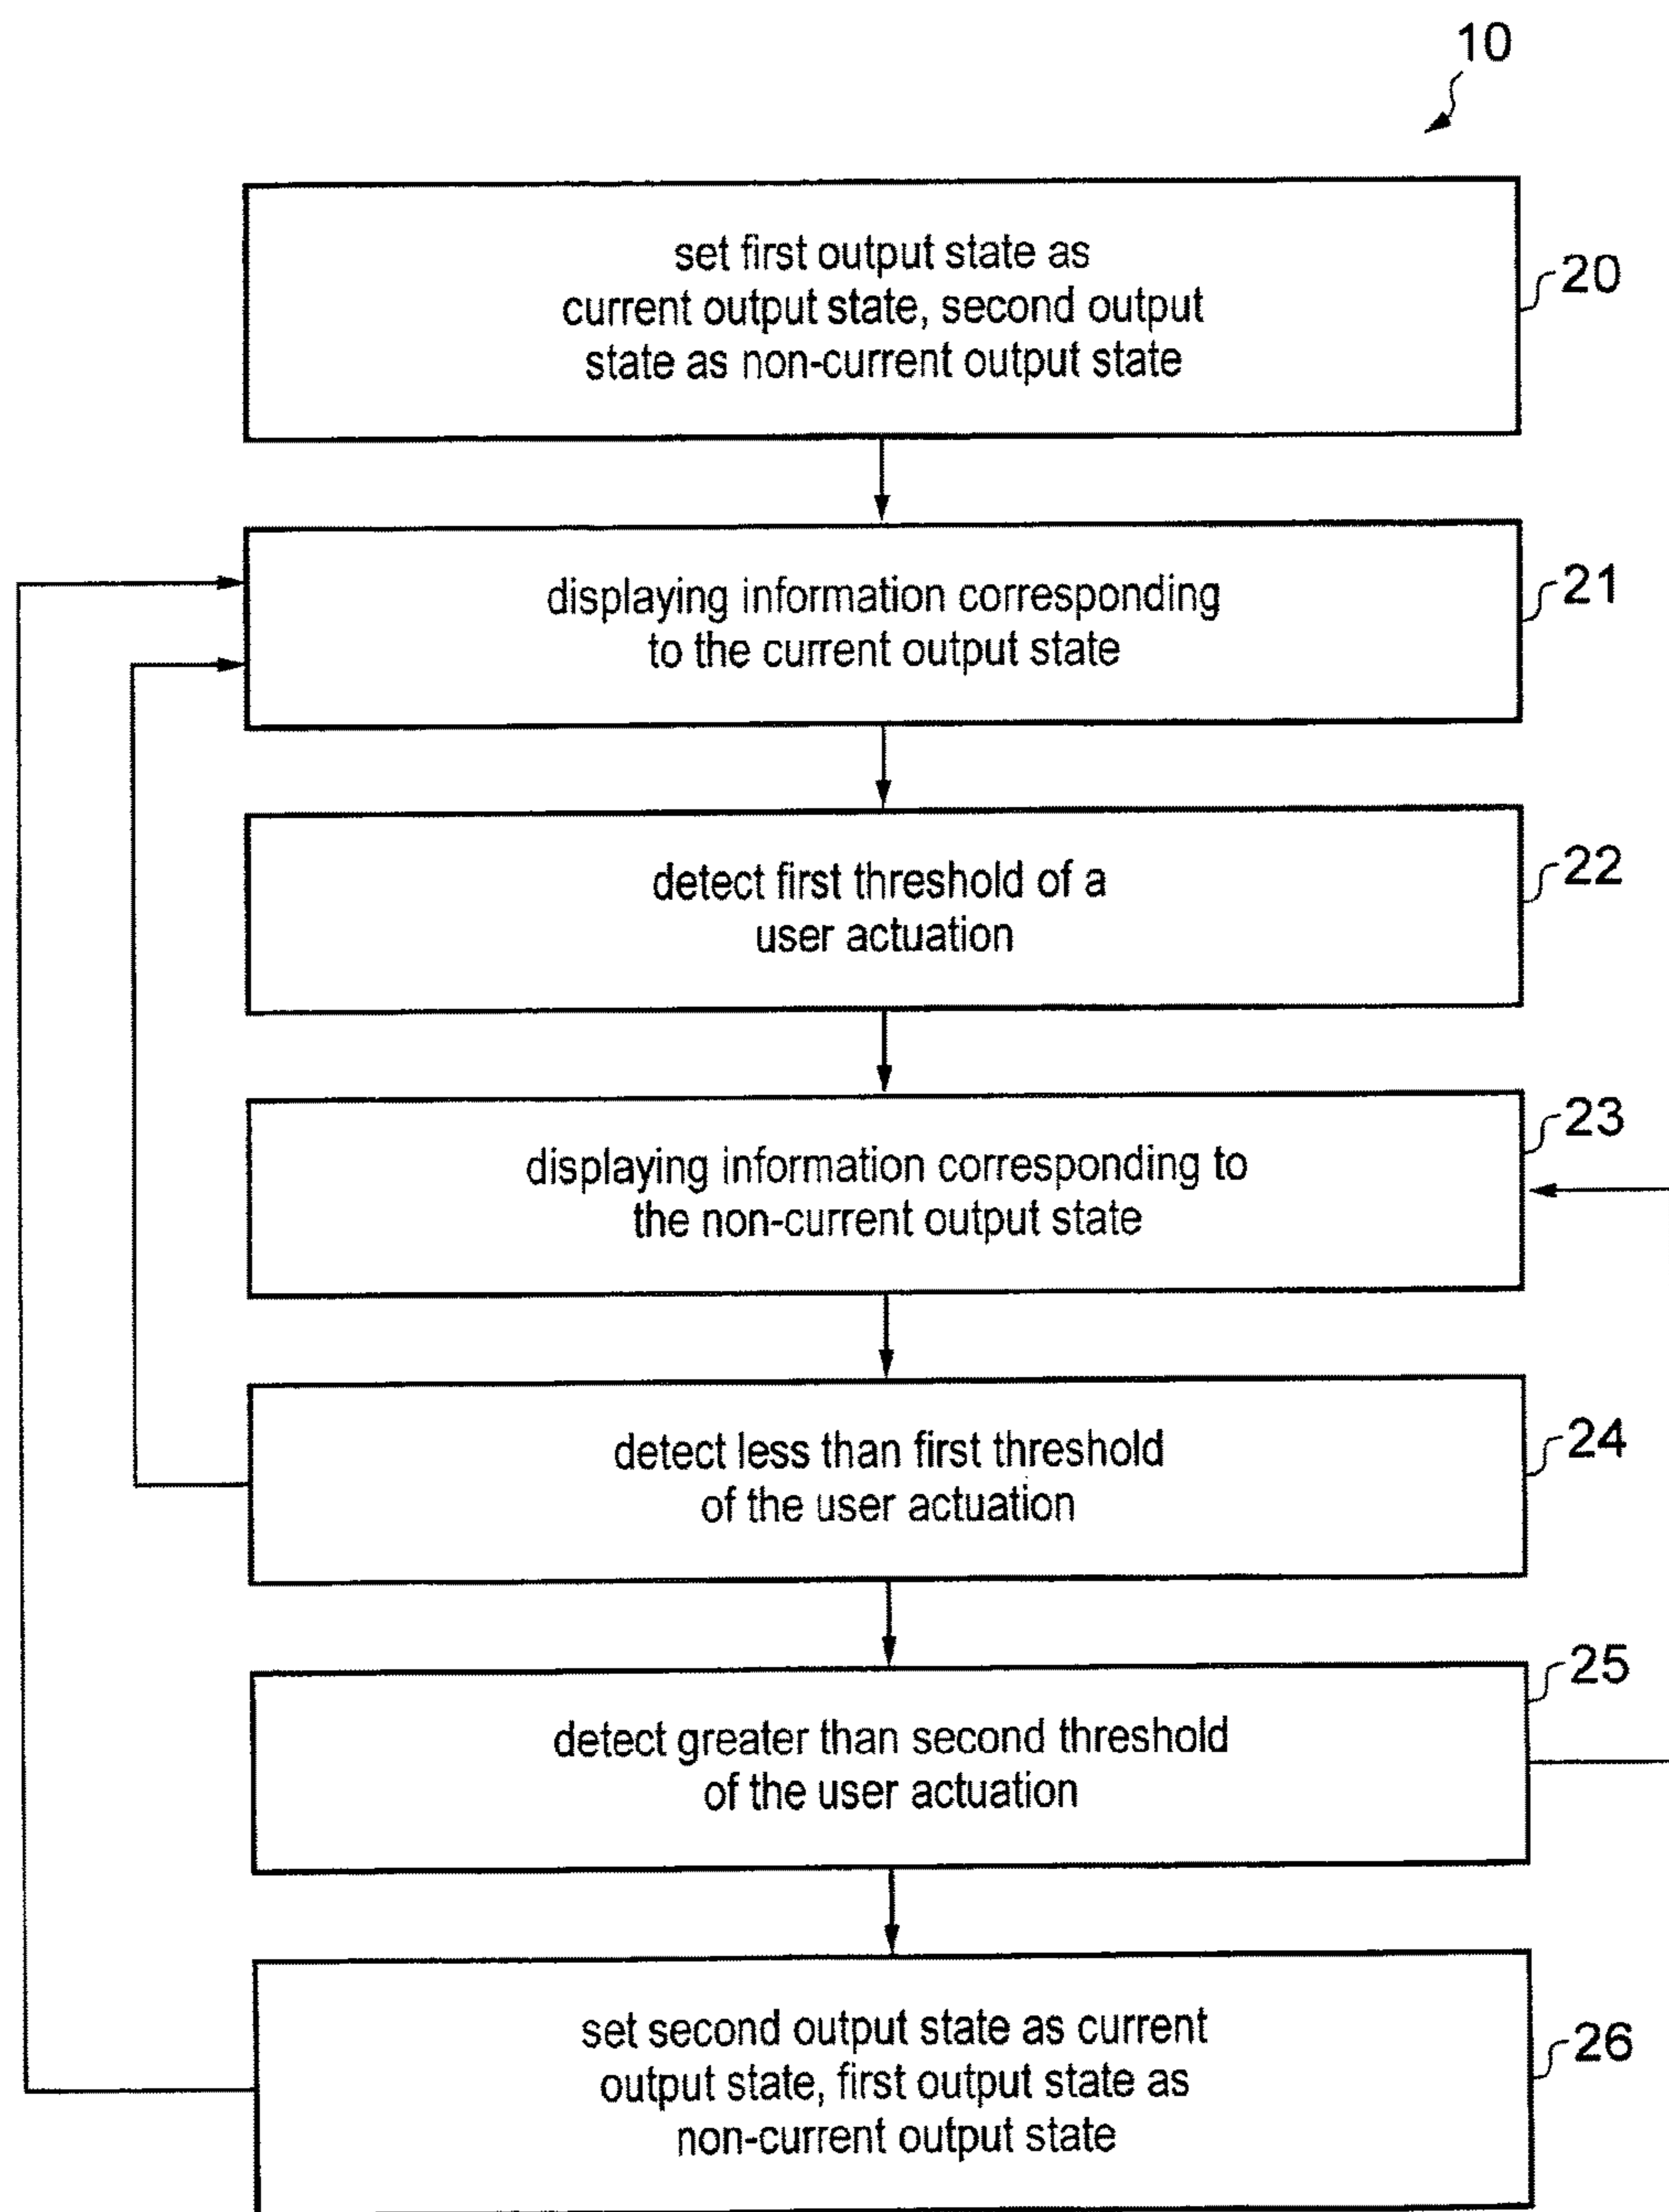 10
set first output state as
current output state, second output
state as non-current output state
20
displaying information corresponding
to the current output state
21
detect first threshold of a
user actuation
22
displaying information corresponding to
the non-current output state
23
detect less than first threshold
of the user actuation
24
detect greater than second threshold
of the user actuation
25
set second output state as current
output state, first output state as
non-current output state
26